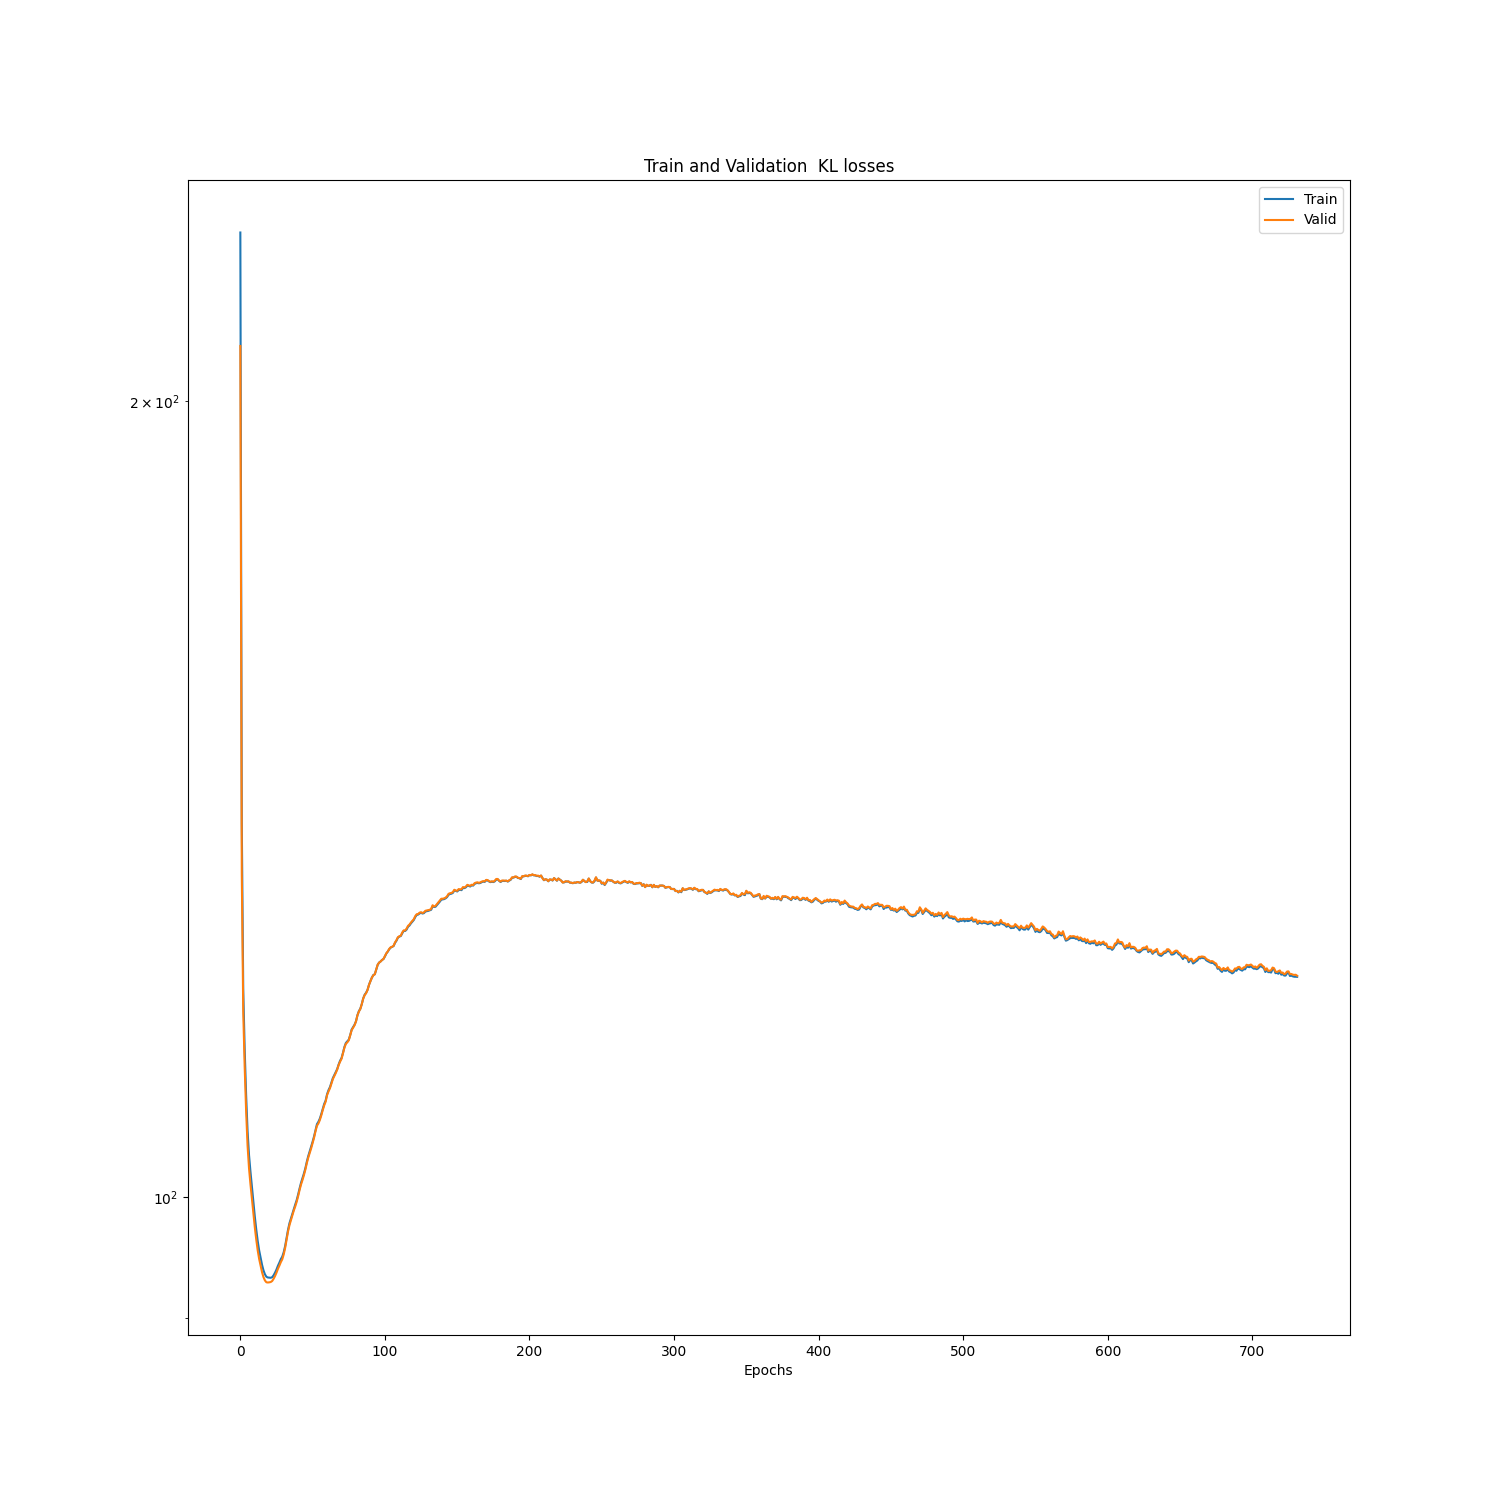 Train and Validation  KL losses
Train
Valid
2 × 10²
10²
0 100 200 300 400 500 600 700
Epochs